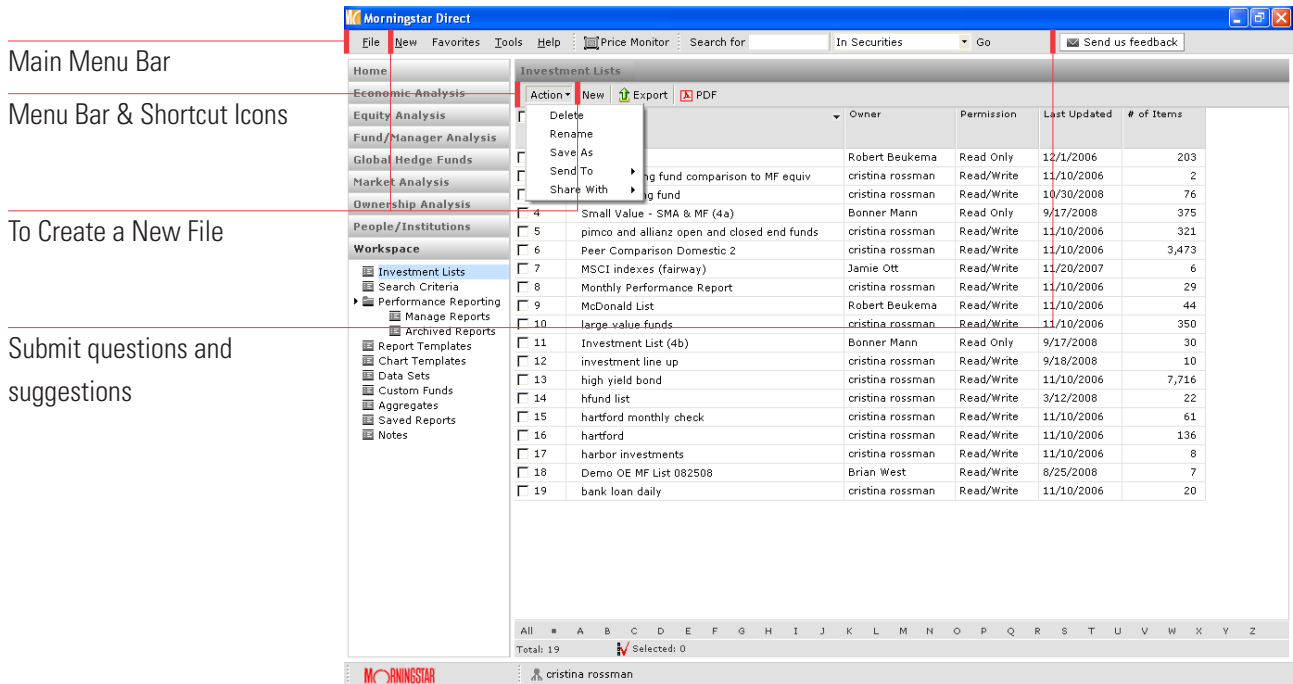 Morningstar Direct
File New Favorites Tools Help Price Monitor Search for In Securities Go Send us feedback
Main Menu Bar
Menu Bar & Shortcut Icons
To Create a New File
Submit questions and
suggestions
Home
Economic Analysis
Equity Analysis
Fund/Manager Analysis
Global Hedge Funds
Market Analysis
Ownership Analysis
People/Institutions
Workspace
Investment Lists
Search Criteria
Performance Reporting
Manage Reports
Archived Reports
Report Templates
Chart Templates
Data Sets
Custom Funds
Aggregates
Saved Reports
Notes
Investment Lists
Action New Export PDF
Delete
Rename
Save As
Send To
Share With
Owner Permission Last Updated # of Items
Robert Beukema Read Only 12/1/2006 203
ng fund comparison to MF equiv cristina rossman Read/Write 11/10/2006 2
g fund cristina rossman Read/Write 10/30/2008 76
4 Small Value - SMA & MF (4a) Bonner Mann Read Only 9/17/2008 375
5 pimco and allianz open and closed end funds cristina rossman Read/Write 11/10/2006 321
6 Peer Comparison Domestic 2 cristina rossman Read/Write 11/10/2006 3,473
7 MSCI indexes (fairway) Jamie Ott Read/Write 11/20/2007 6
8 Monthly Performance Report cristina rossman Read/Write 11/10/2006 29
9 McDonald List Robert Beukema Read/Write 11/10/2006 44
10 large value funds cristina rossman Read/Write 11/10/2006 350
11 Investment List (4b) Bonner Mann Read Only 9/17/2008 30
12 investment line up cristina rossman Read/Write 9/18/2008 10
13 high yield bond cristina rossman Read/Write 11/10/2006 7,716
14 hfund list cristina rossman Read/Write 3/12/2008 22
15 hartford monthly check cristina rossman Read/Write 11/10/2006 61
16 hartford cristina rossman Read/Write 11/10/2006 136
17 harbor investments cristina rossman Read/Write 11/10/2006 8
18 Demo OE MF List 082508 Brian West Read/Write 8/25/2008 7
19 bank loan daily cristina rossman Read/Write 11/10/2006 20
All # A B C D E F G H I J K L M N O P Q R S T U V W X Y Z
Total: 19 Selected: 0
MORNINGSTAR cristina rossman